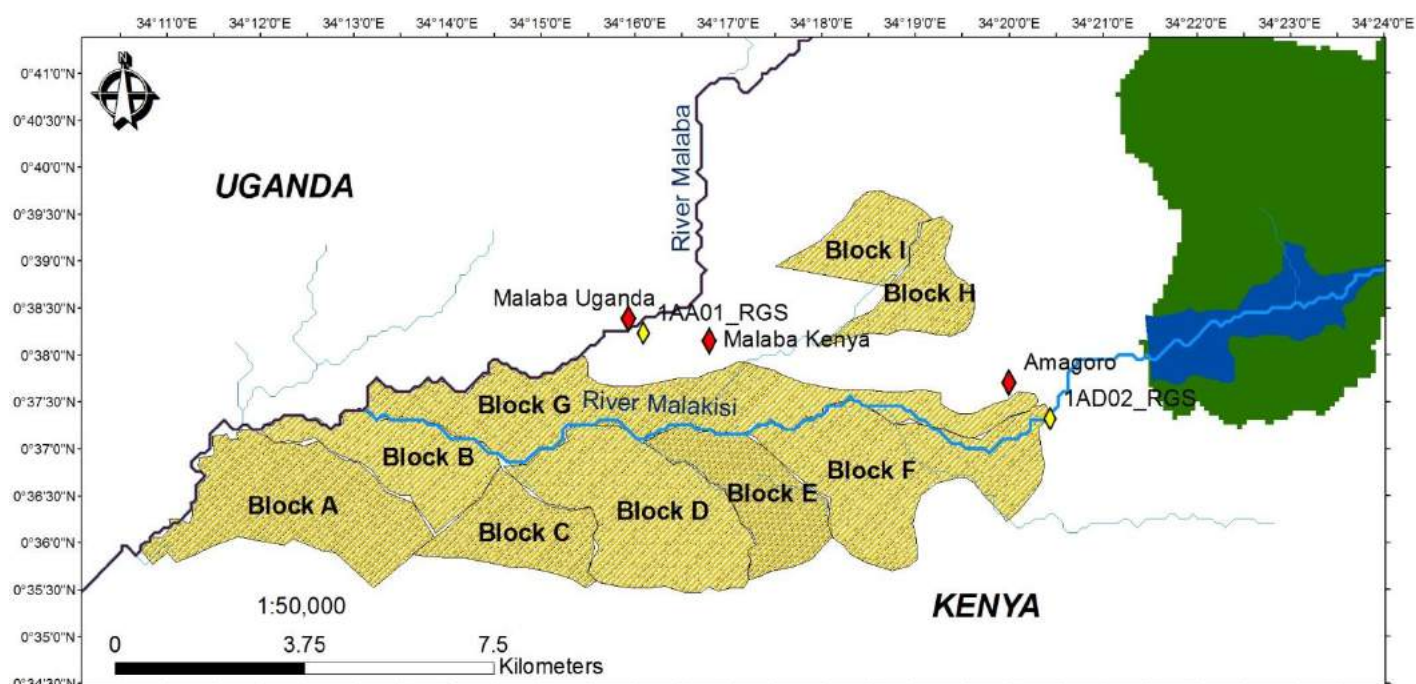 34°11'0"E 34°12'0"E 34°13'0"E 34°14'0"E 34°15'0"E 34°16'0"E 34°17'0"E 34°18'0"E 34°19'0"E 34°20'0"E 34°21'0"E 34°22'0"E 34°23'0"E 34°24'0"E
N
0°41'0"N
0°40'30"N
0°40'0"N
0°39'30"N
0°39'0"N
0°38'30"N
0°38'0"N
0°37'30"N
0°37'0"N
0°36'30"N
0°36'0"N
0°35'30"N
0°35'0"N
0°34'30"N
UGANDA
River Malaba
Block I
Block H
Malaba Uganda
1AA01_RGS
Malaba Kenya
Amagoro
1AD02_RGS
Block G
River Malakisi
Block B
Block F
Block A
Block E
Block D
Block C
KENYA
1:50,000
0 3.75 7.5
Kilometers